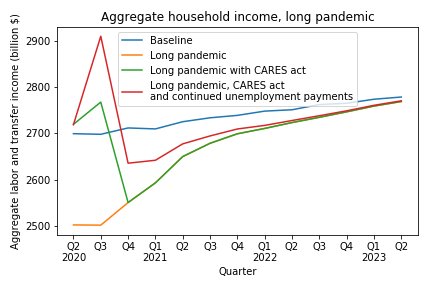 Aggregate household income, long pandemic
Aggregate labor and transfer income (billion $)
2900
2800
2700
2600
2500
Baseline
Long pandemic
Long pandemic with CARES act
Long pandemic, CARES act
and continued unemployment payments
Q2 Q3 Q4 Q1 Q2 Q3 Q4 Q1 Q2 Q3 Q4 Q1 Q2
2020 2021 2022 2023
Quarter